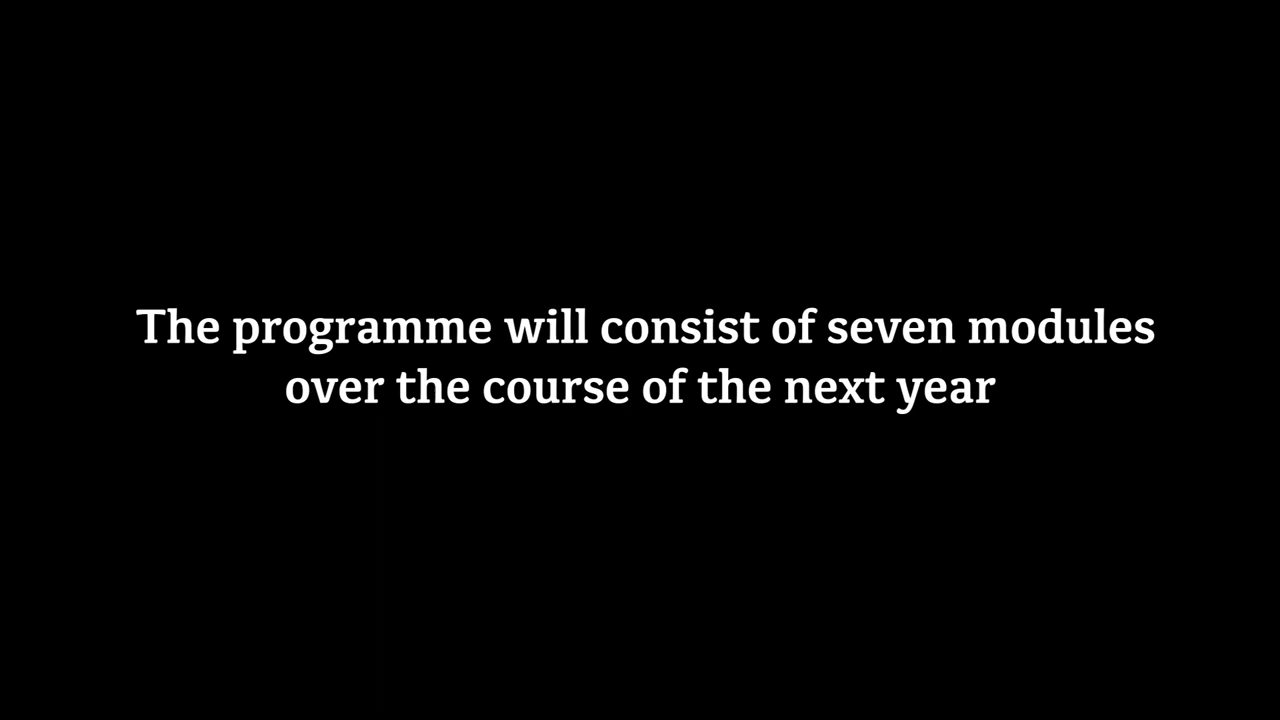 The programme will consist of seven modules
over the course of the next year